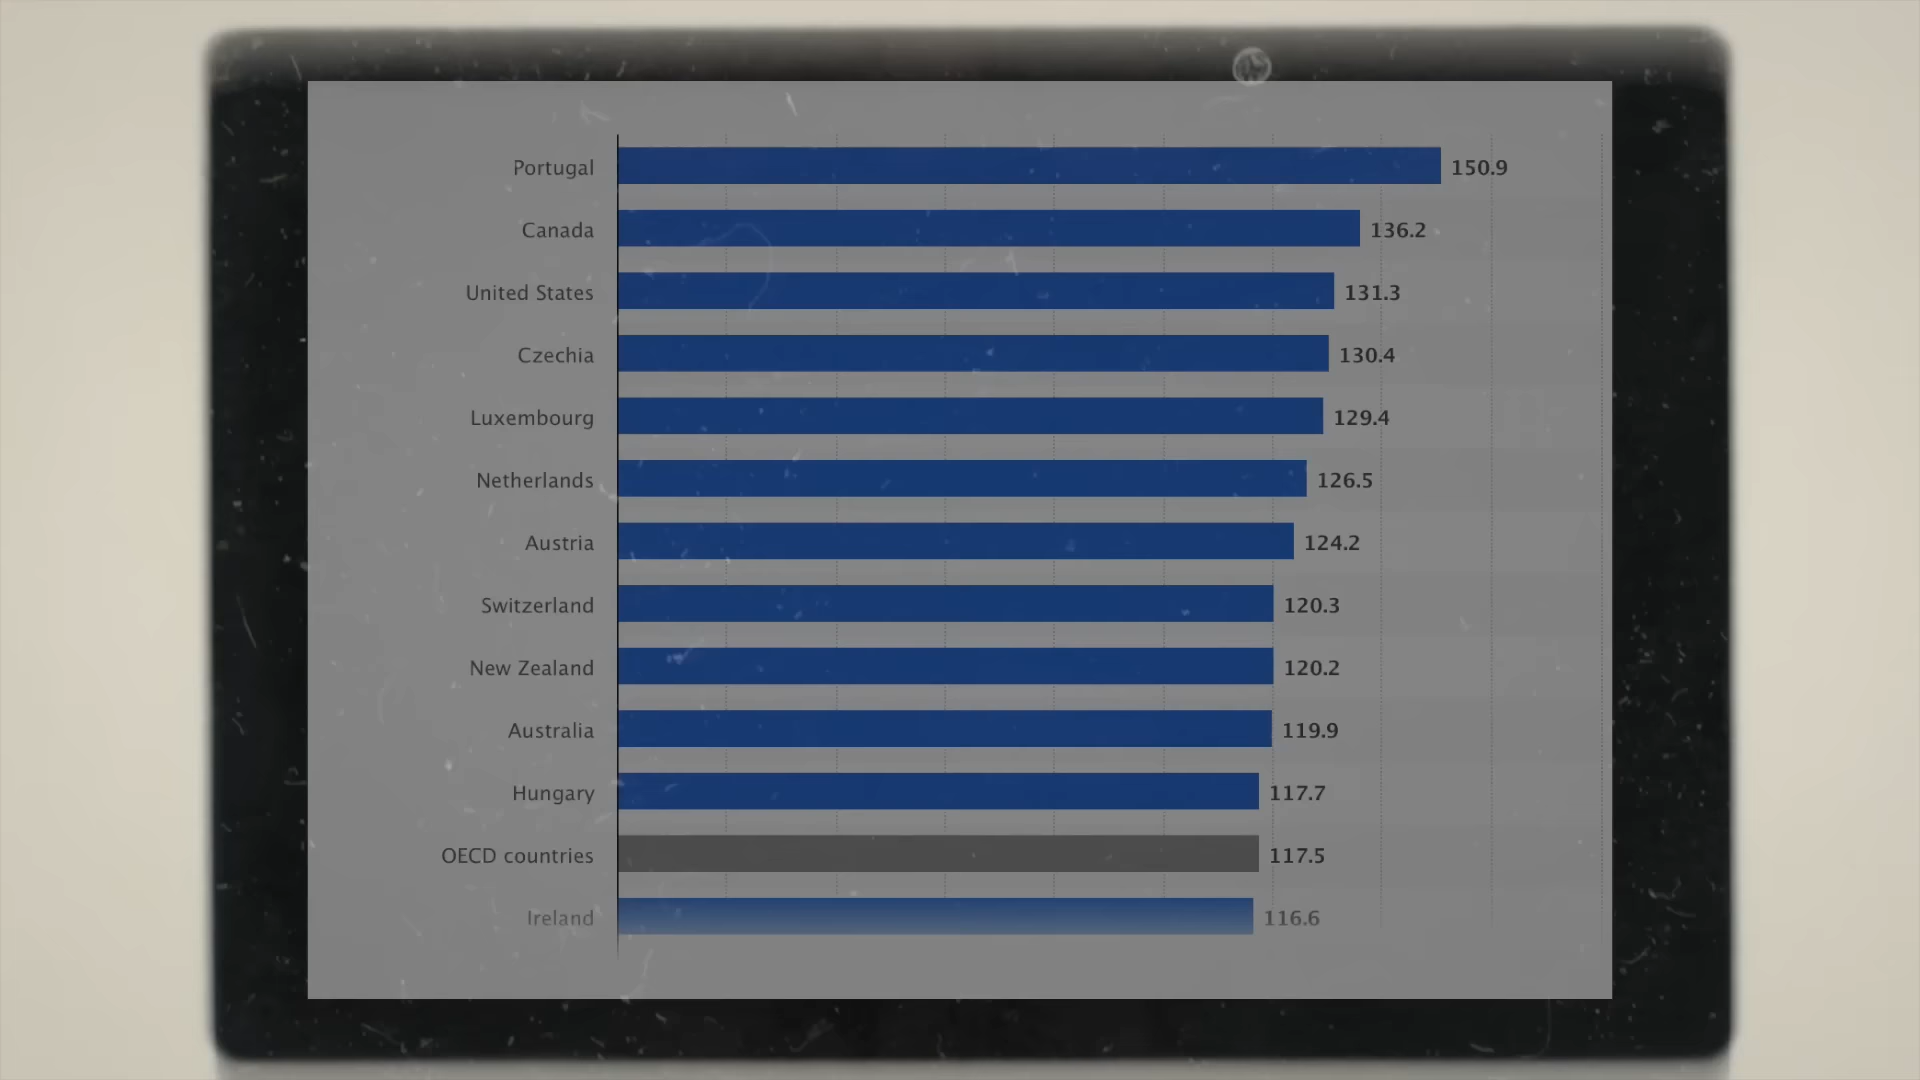 Portugal 150.9
Canada 136.2
United States 131.3
Czechia 130.4
Luxembourg 129.4
Netherlands 126.5
Austria 124.2
Switzerland 120.3
New Zealand 120.2
Australia 119.9
Hungary 117.7
OECD countries 117.5
Ireland 116.6